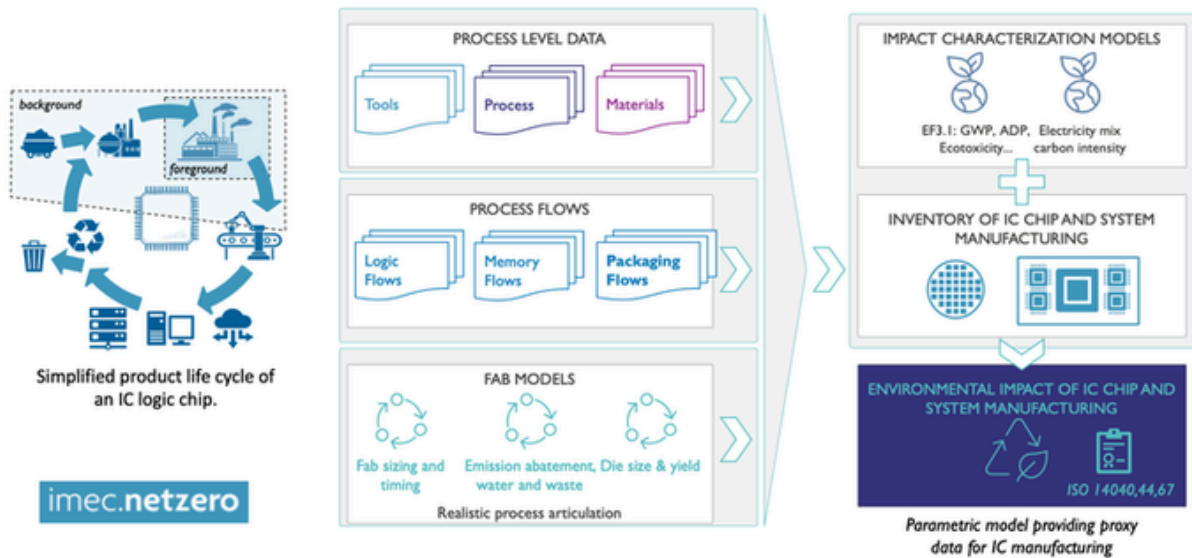 background
foreground
Simplified product life cycle of
an IC logic chip.
imec.netzero
PROCESS LEVEL DATA
Tools
Process
Materials
PROCESS FLOWS
Logic
Flows
Memory
Flows
Packaging
Flows
FAB MODELS
Fab sizing and
timing
Emission abatement,
water and waste
Die size & yield
Realistic process articulation
IMPACT CHARACTERIZATION MODELS
EF3.1: GWP, ADP,
Ecotoxicity...
Electricity mix
carbon intensity
INVENTORY OF IC CHIP AND SYSTEM
MANUFACTURING
ENVIRONMENTAL IMPACT OF IC CHIP AND
SYSTEM MANUFACTURING
ISO 14040,44,67
Parametric model providing proxy
data for IC manufacturing